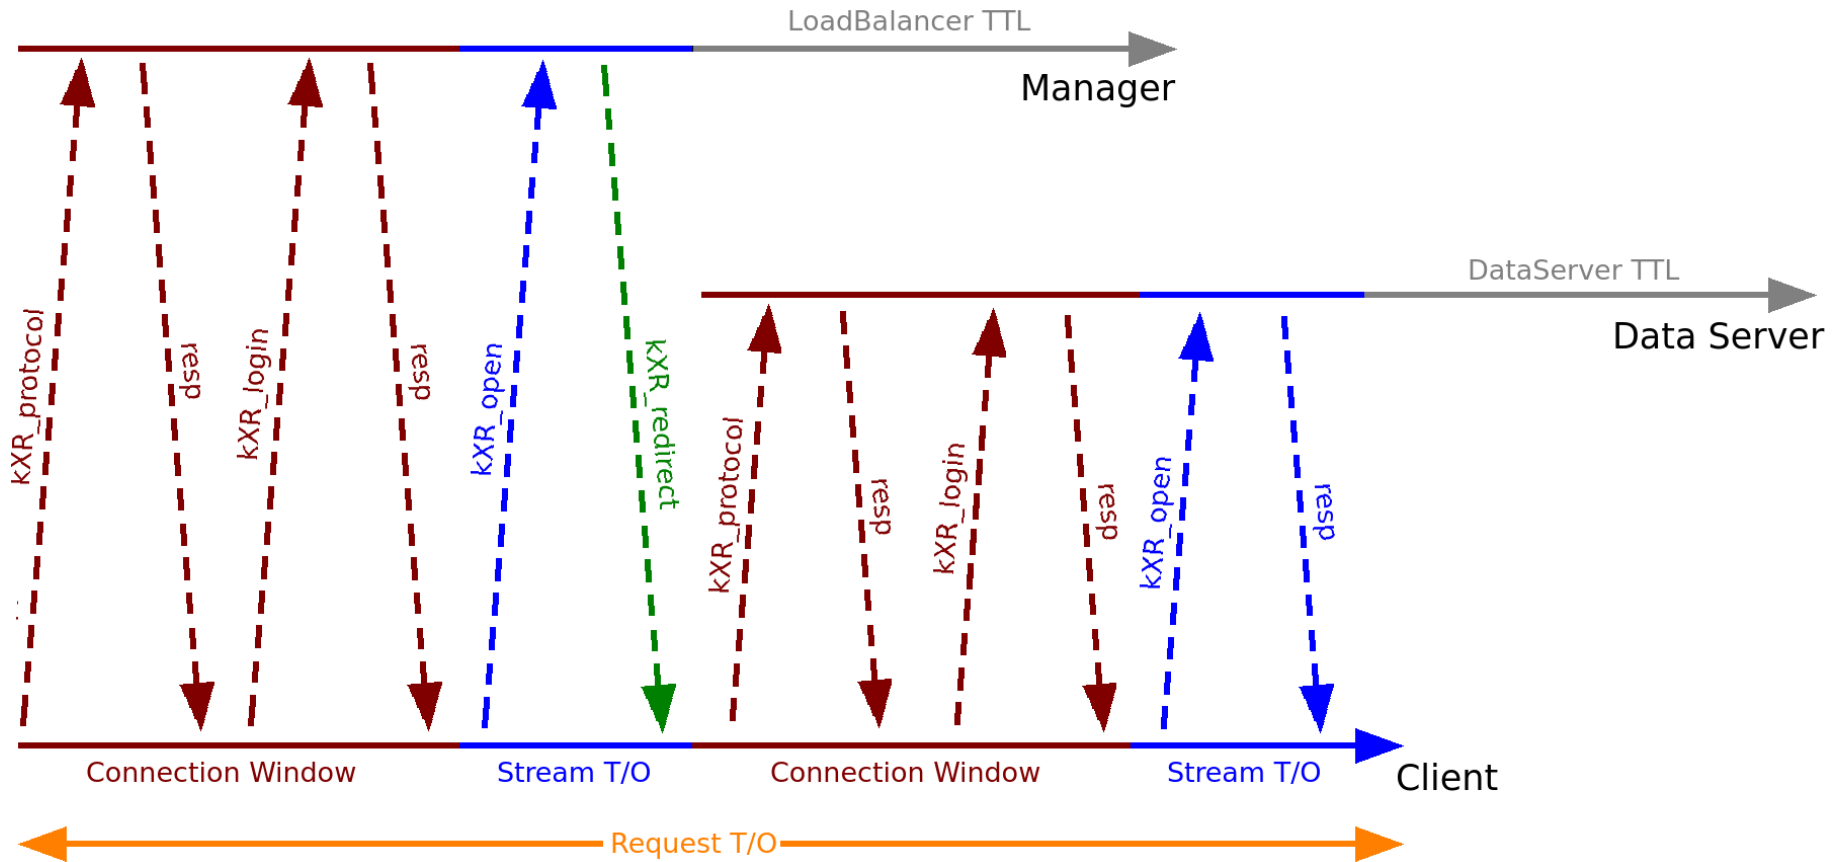 LoadBalancer TTL
Manager
DataServer TTL
Data Server
kXR_protocol
resp
kXR_login
resp
kXR_open
kXR_redirect
kXR_protocol
resp
kXR_login
resp
kXR_open
resp
Connection Window
Stream T/O
Connection Window
Stream T/O
Client
Request T/O